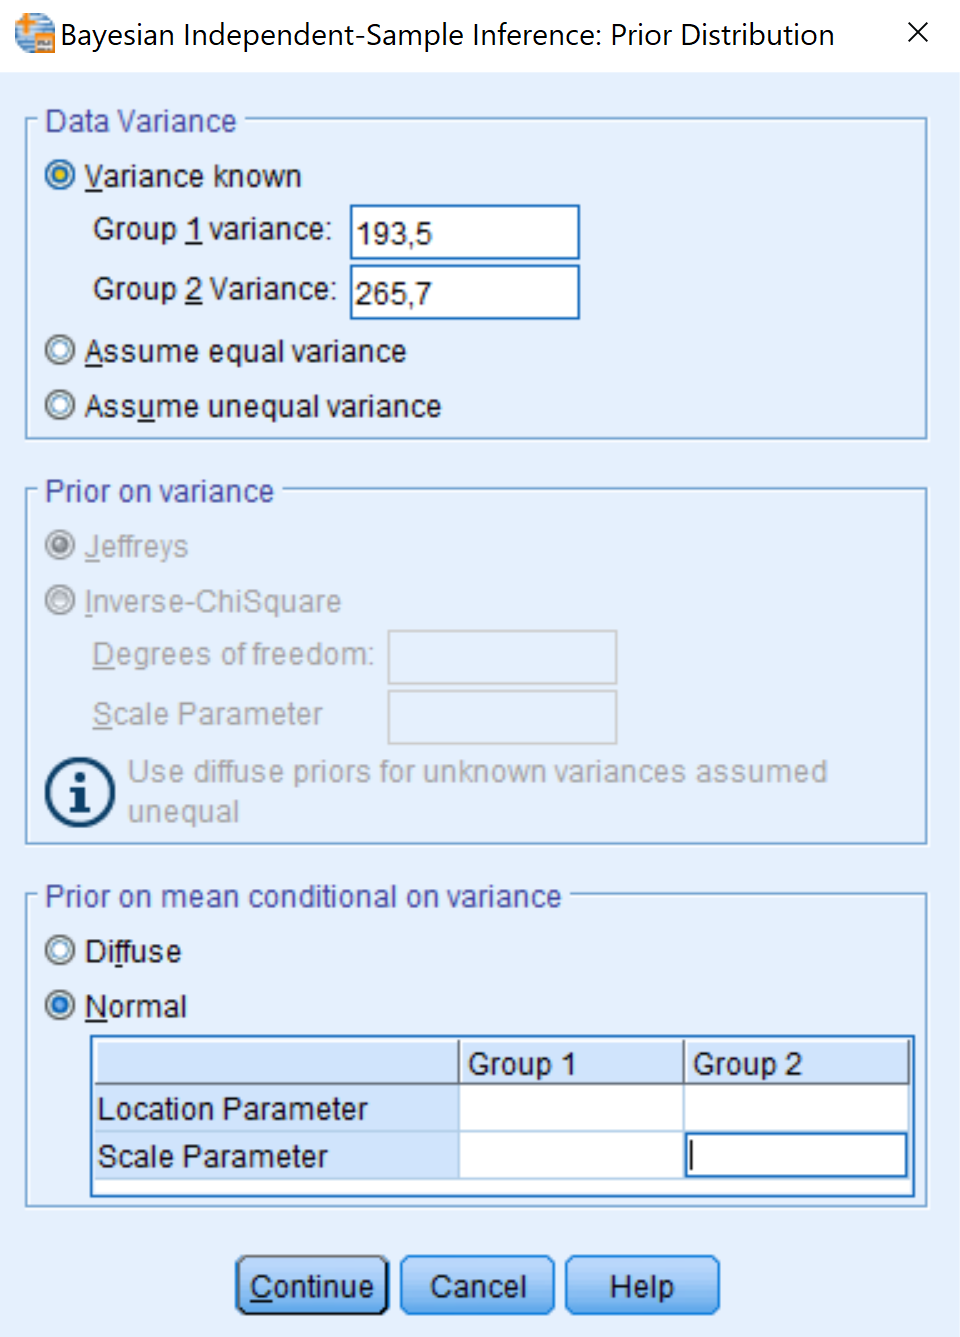 Bayesian Independent-Sample Inference: Prior Distribution
Data Variance
Variance known
Group 1 variance: 193,5
Group 2 Variance: 265,7
Assume equal variance
Assume unequal variance
Prior on variance
Jeffreys
Inverse-ChiSquare
Degrees of freedom:
Scale Parameter
Use diffuse priors for unknown variances assumed
unequal
Prior on mean conditional on variance
Diffuse
Normal
Group 1 Group 2
Location Parameter
Scale Parameter
Continue Cancel Help